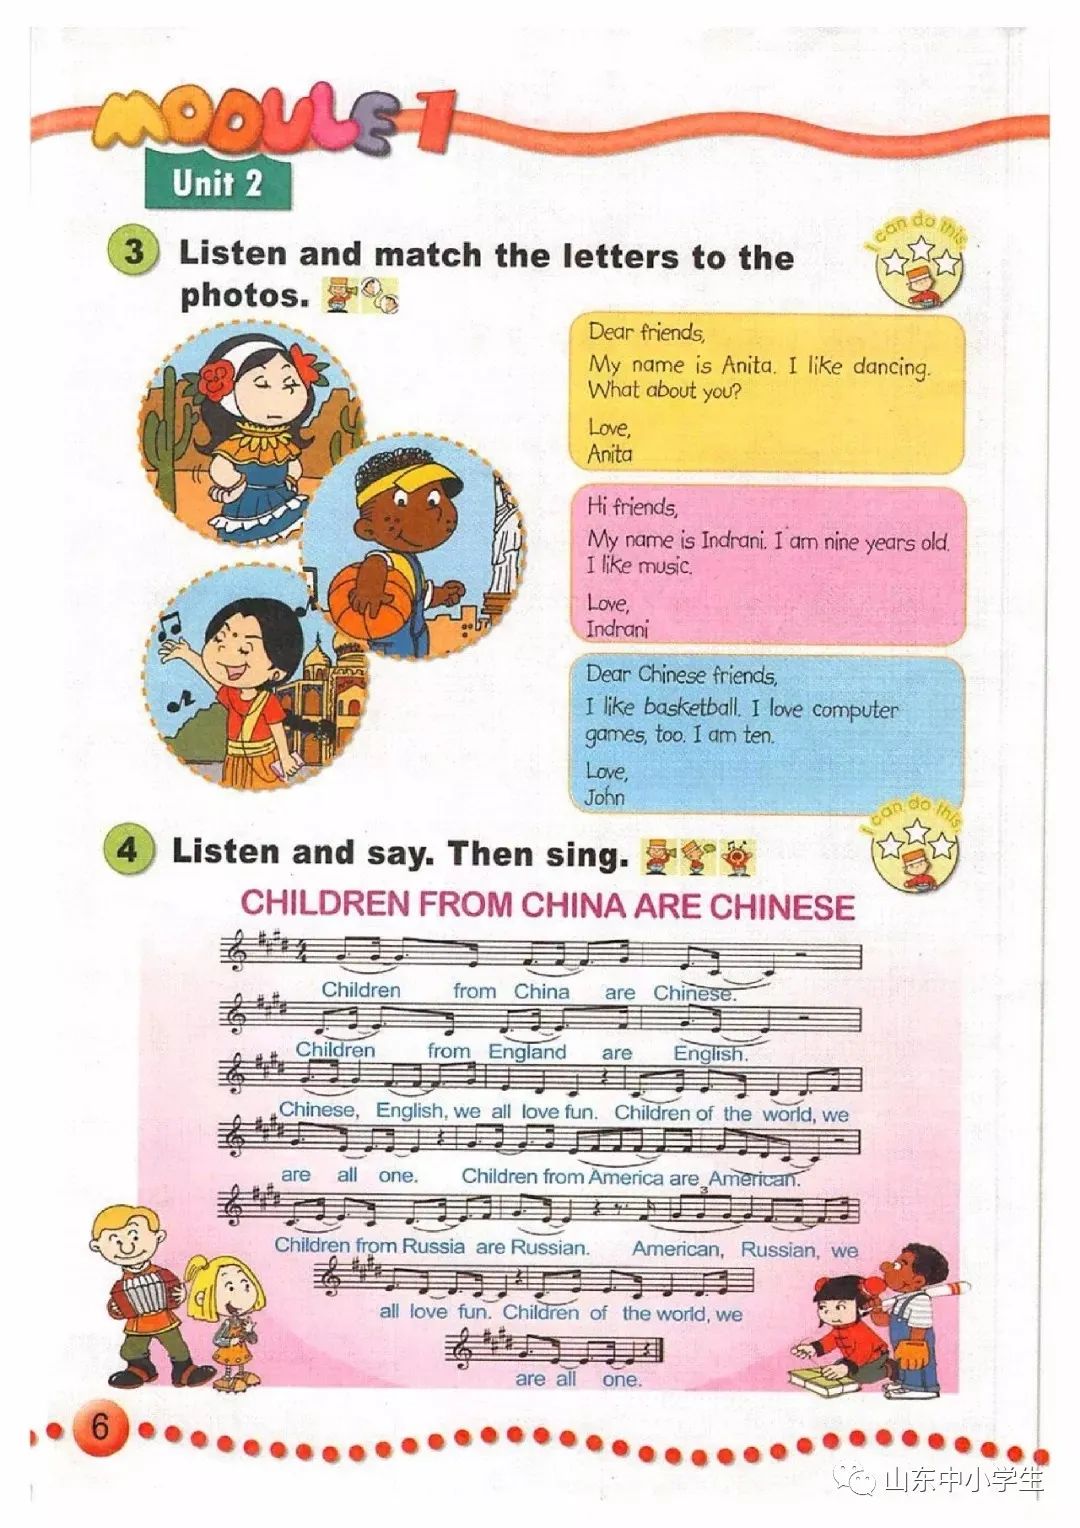 MODULE 1
Unit 2
3 Listen and match the letters to the
photos.
I can do this.
Dear friends,
My name is Anita. I like dancing.
What about you?
Love,
Anita
Hi friends,
My name is Indrani. I am nine years old.
I like music.
Love,
Indrani
Dear Chinese friends,
I like basketball. I love computer
games, too. I am ten.
Love,
John
4 Listen and say. Then sing.
I can do this.
CHILDREN FROM CHINA ARE CHINESE
Children from China are Chinese.
Children from England are English.
Chinese, English, we all love fun. Children of the world, we
are all one. Children from America are American.
3
Children from Russia are Russian. American, Russian, we
all love fun. Children of the world, we
are all one.
6
山东中小学生